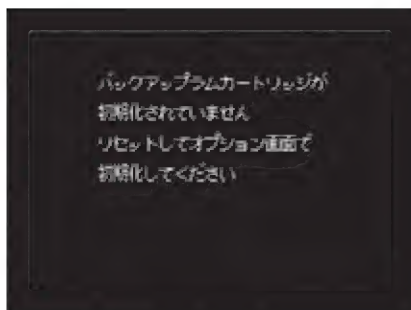 バックアップラムカートリッジが
初期化されていません
リセットしてオプション画面で
初期化してください